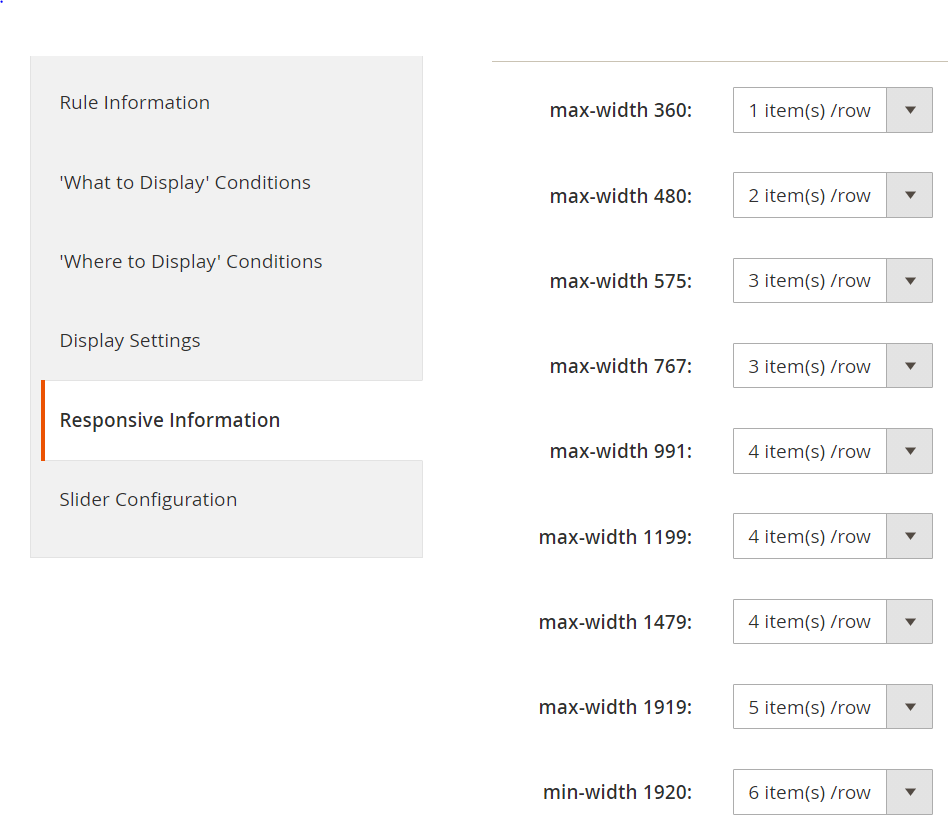 Rule Information
'What to Display' Conditions
'Where to Display' Conditions
Display Settings
Responsive Information
Slider Configuration
max-width 360: 1 item(s) /row
max-width 480: 2 item(s) /row
max-width 575: 3 item(s) /row
max-width 767: 3 item(s) /row
max-width 991: 4 item(s) /row
max-width 1199: 4 item(s) /row
max-width 1479: 4 item(s) /row
max-width 1919: 5 item(s) /row
min-width 1920: 6 item(s) /row